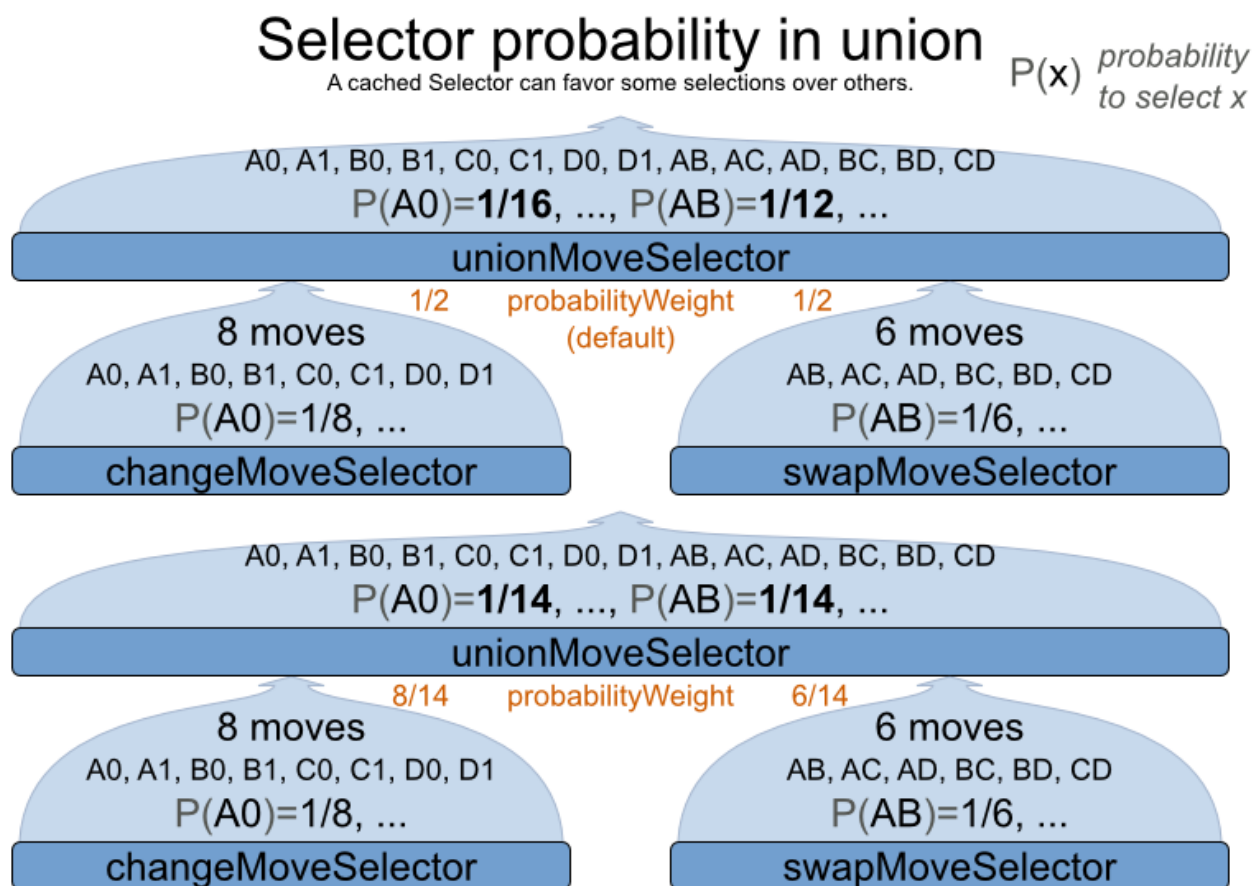 Selector probability in union
A cached Selector can favor some selections over others.
P(x) probability
to select x
A0, A1, B0, B1, C0, C1, D0, D1, AB, AC, AD, BC, BD, CD
P(A0)=1/16, ..., P(AB)=1/12, ...
unionMoveSelector
1/2 probabilityWeight 1/2
(default)
8 moves
A0, A1, B0, B1, C0, C1, D0, D1
P(A0)=1/8, ...
changeMoveSelector
6 moves
AB, AC, AD, BC, BD, CD
P(AB)=1/6, ...
swapMoveSelector
A0, A1, B0, B1, C0, C1, D0, D1, AB, AC, AD, BC, BD, CD
P(A0)=1/14, ..., P(AB)=1/14, ...
unionMoveSelector
8/14 probabilityWeight 6/14
8 moves
A0, A1, B0, B1, C0, C1, D0, D1
P(A0)=1/8, ...
changeMoveSelector
6 moves
AB, AC, AD, BC, BD, CD
P(AB)=1/6, ...
swapMoveSelector